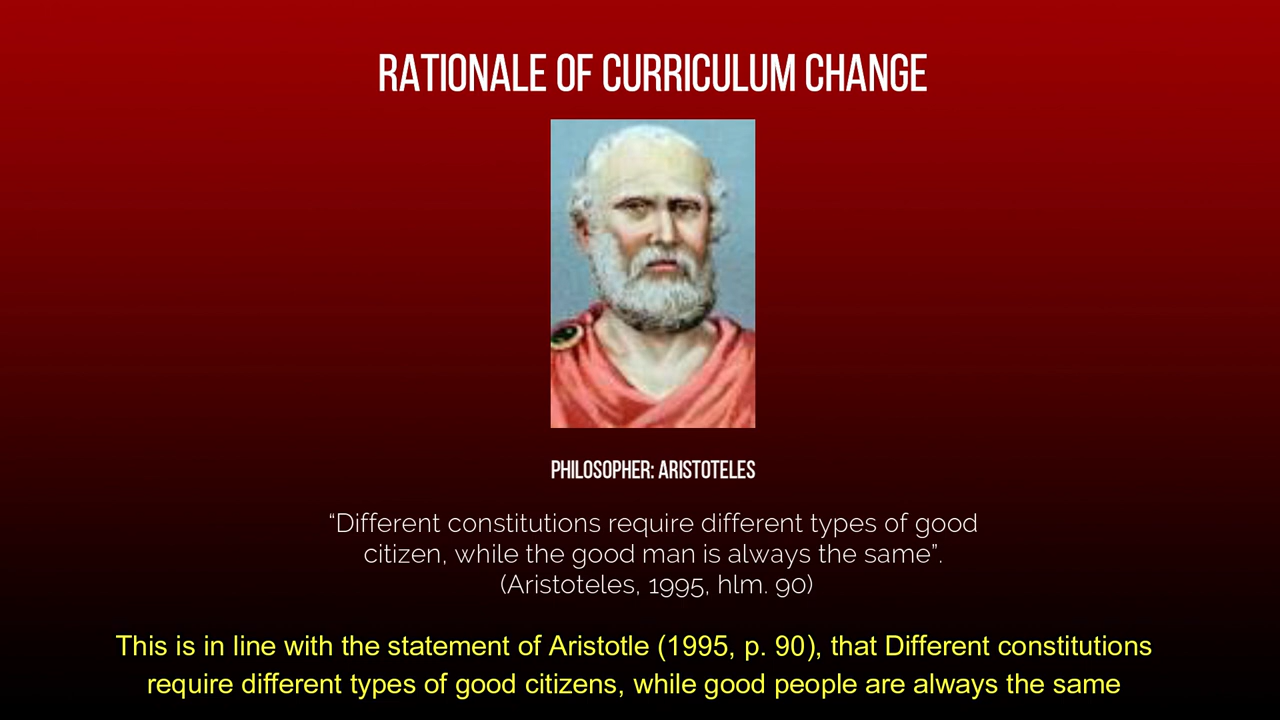 RATIONALE OF CURRICULUM CHANGE
PHILOSOPHER: ARISTOTELES
“Different constitutions require different types of good
citizen, while the good man is always the same”.
(Aristoteles, 1995, hlm. 90)
This is in line with the statement of Aristotle (1995, p. 90), that Different constitutions
require different types of good citizens, while good people are always the same